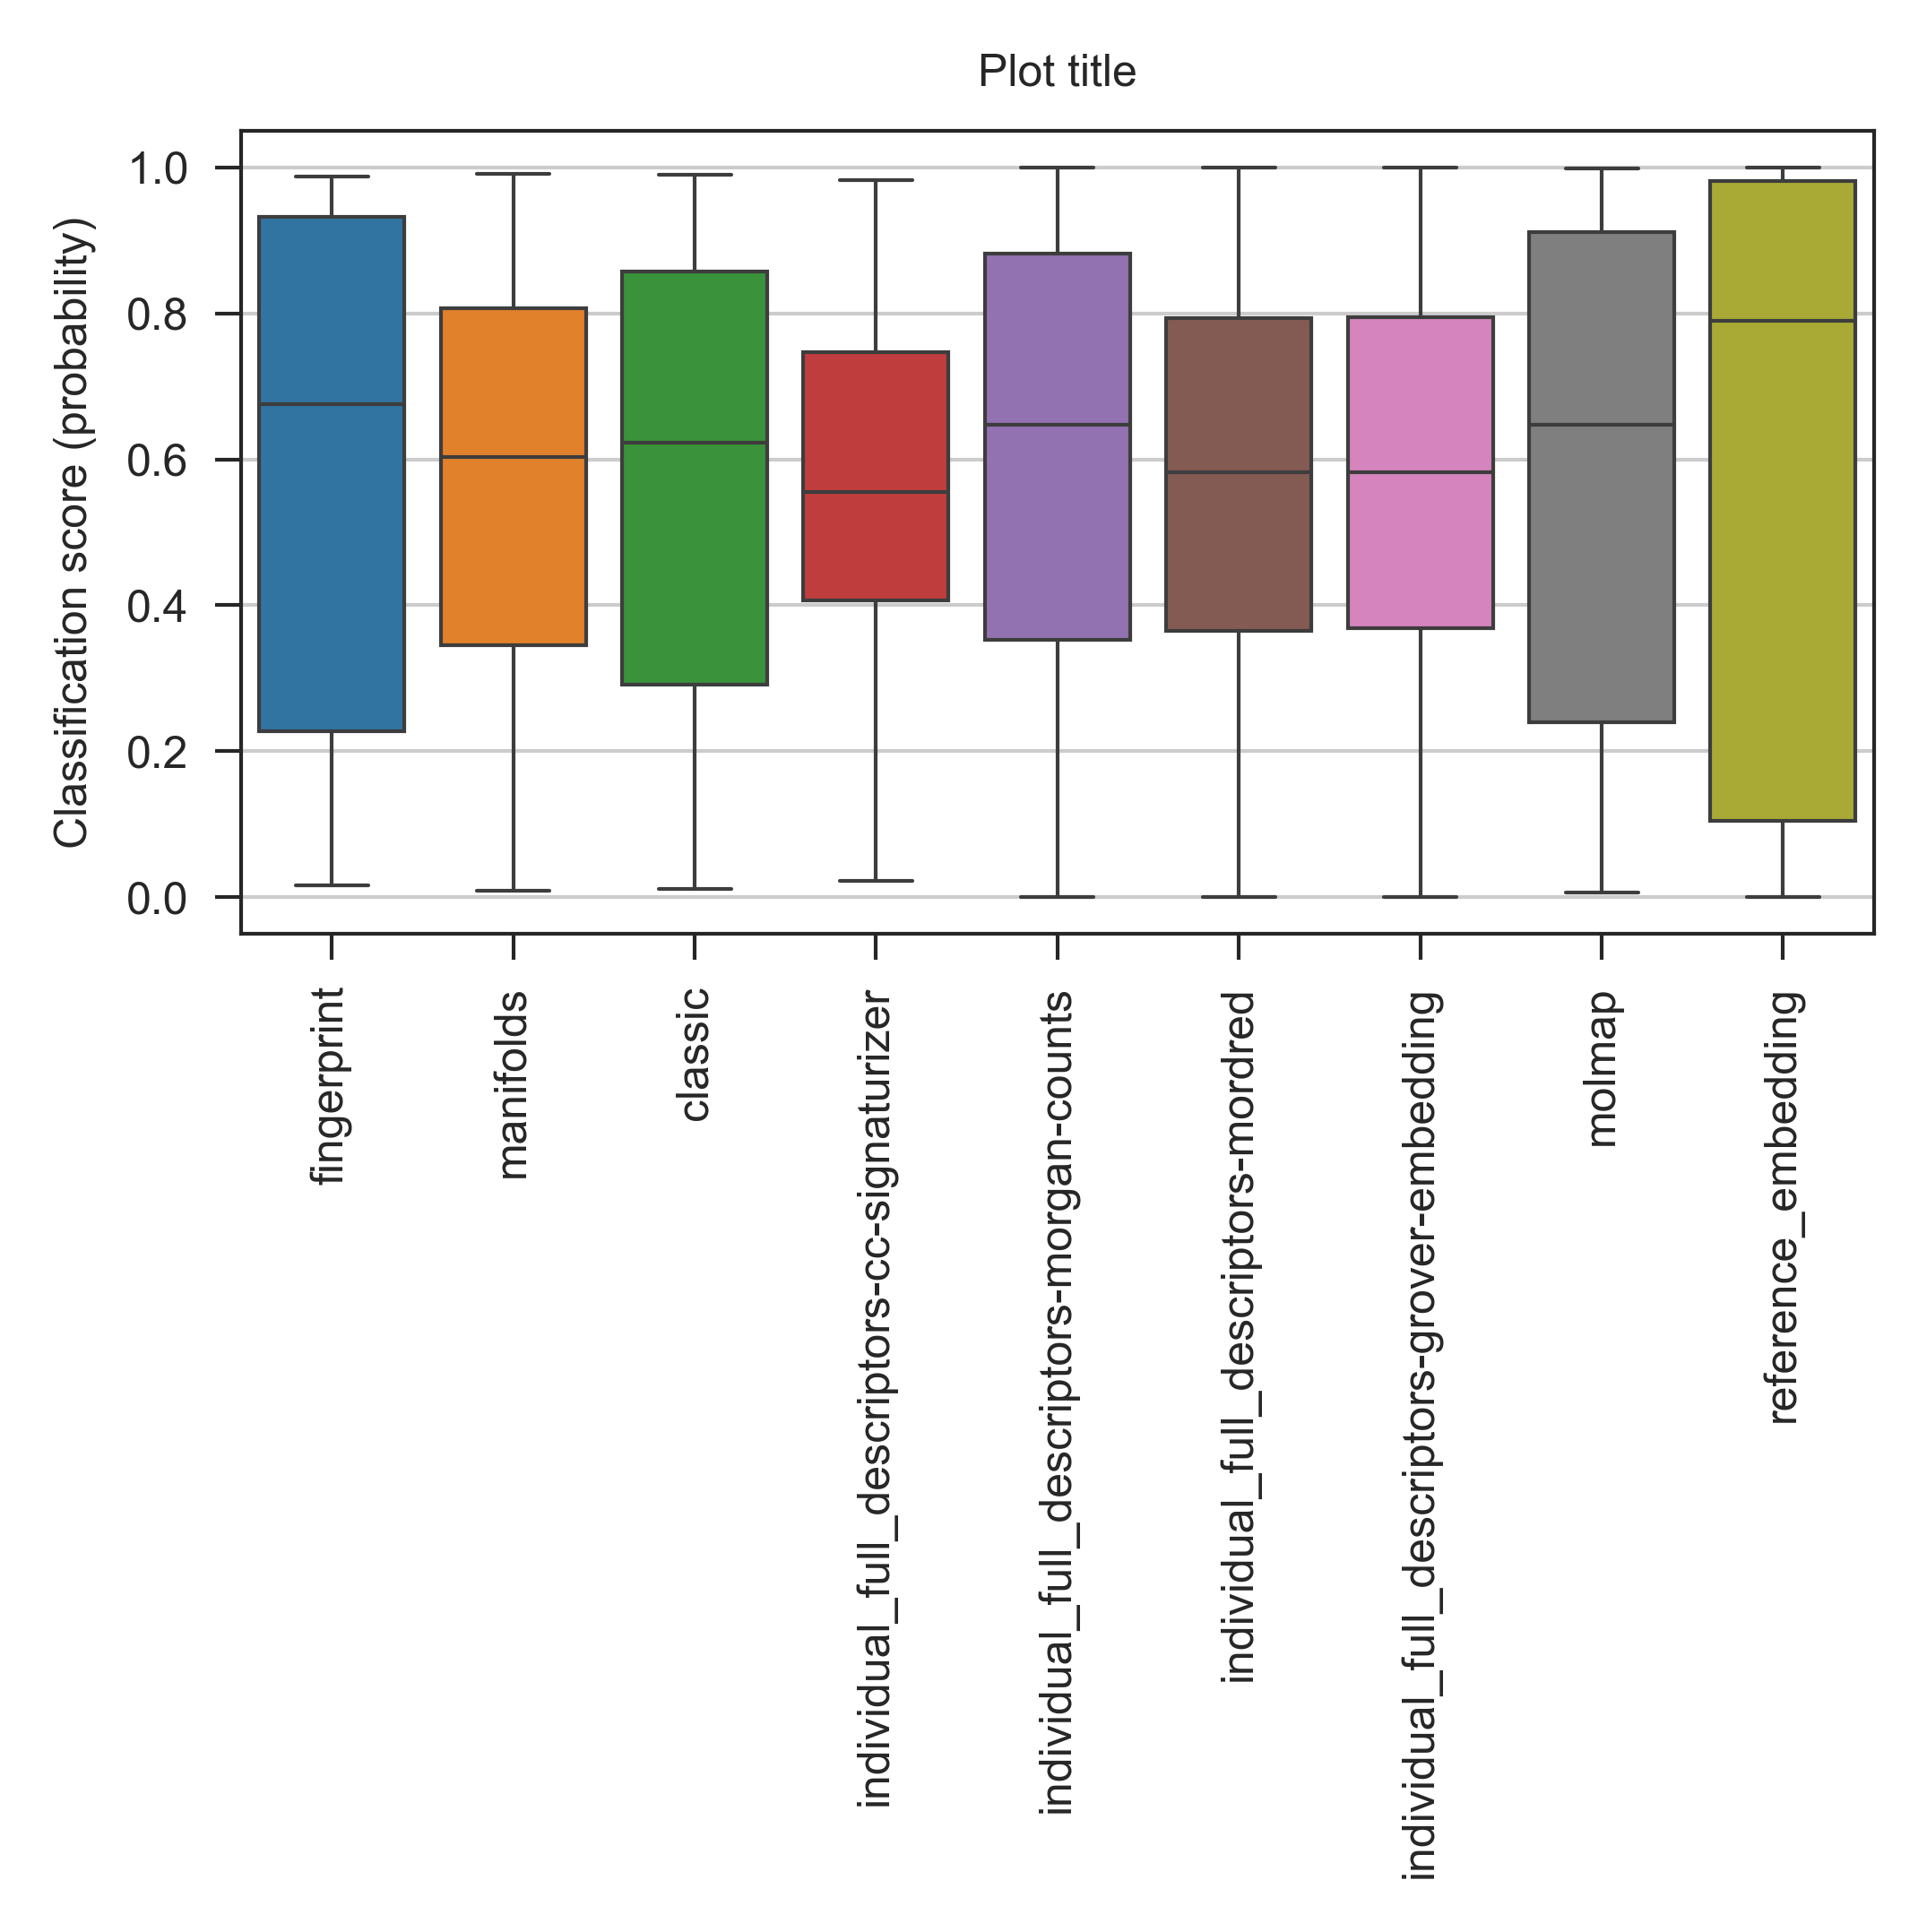 Plot title
Classification score (probability)
1.0
0.8
0.6
0.4
0.2
0.0
fingerprint
manifolds
classic
individual_full_descriptors-cc-signaturizer
individual_full_descriptors-morgan-counts
individual_full_descriptors-mordred
individual_full_descriptors-grover-embedding
molmap
reference_embedding